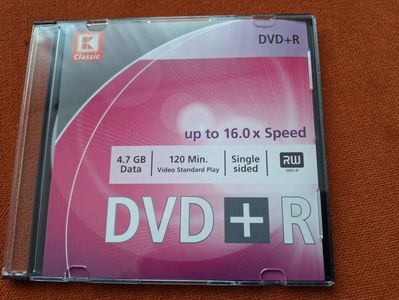 K
Classic
DVD+R
up to 16.0 x Speed
4.7 GB
Data
120 Min.
Video Standard Play
Single
sided
RW
DVD+R
DVD + R